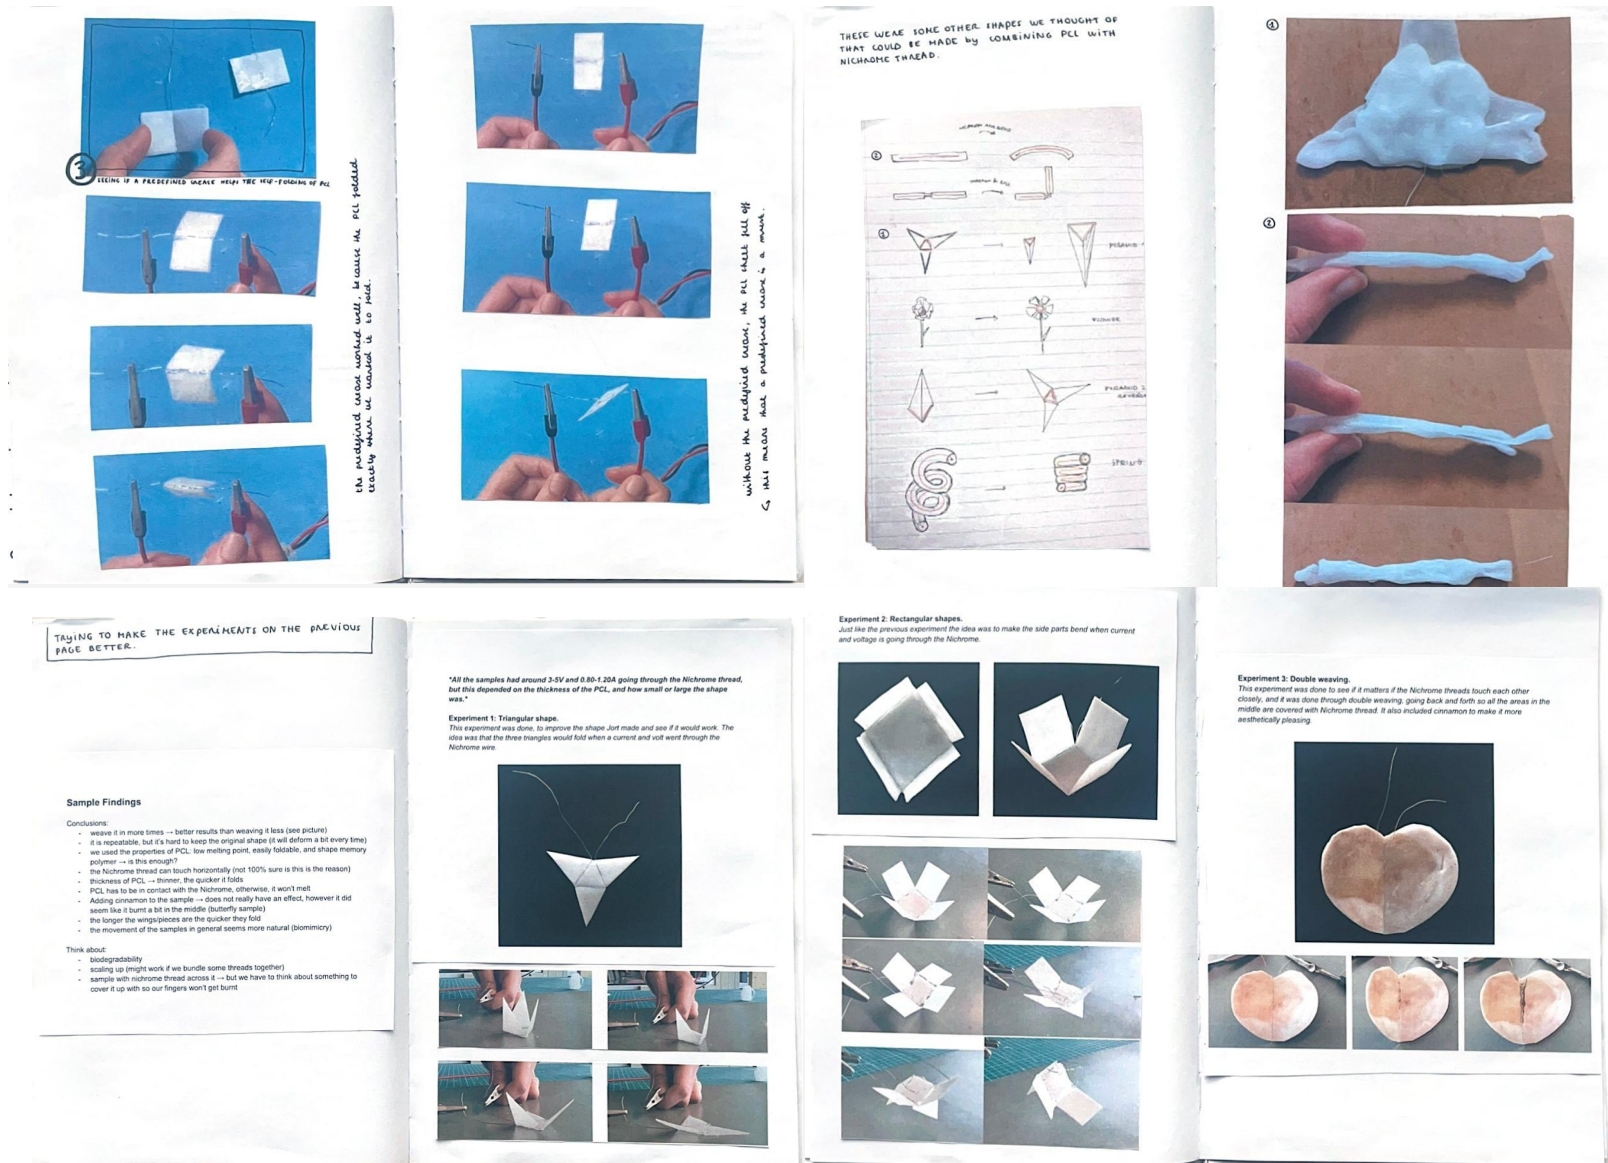 3
SEEING IF A PREDEFINED CREASE HELPS THE SELF-FOLDING OF PCL
the predefined crease worked well, because the PCL folded
exactly where we wanted it to fold.
without the predefined crease, the PCL sheet fell off
↳ this means that a predefined crease is a must.
THESE WERE SOME OTHER SHAPES WE THOUGHT OF
THAT COULD BE MADE by COMBINING PCL WITH
NICHROME THREAD.
②
①
PYRAMID
FLOWER
PYRAMID 2
REVERSE
SPRING
①
②
TRYING TO MAKE THE EXPERIMENTS ON THE PREVIOUS
PAGE BETTER.
Sample Findings
Conclusions:
- weave it in more times → better results than weaving it less (see picture)
- it is repeatable, but it's hard to keep the original shape (it will deform a bit every time)
- we used the properties of PCL: low melting point, easily foldable, and shape memory
polymer → is this enough?
- the Nichrome thread can touch horizontally (not 100% sure is this is the reason)
- thickness of PCL → thinner, the quicker it folds
- PCL has to be in contact with the Nichrome, otherwise, it won't melt
- Adding cinnamon to the sample → does not really have an effect, however it did
seem like it burnt a bit in the middle (butterfly sample)
- the longer the wings/pieces are the quicker they fold
- the movement of the samples in general seems more natural (biomimicry)
Think about:
- biodegradability
- scaling up (might work if we bundle some threads together)
- sample with nichrome thread across it → but we have to think about something to
cover it up with so our fingers won't get burnt
*All the samples had around 3-5V and 0.80-1.20A going through the Nichrome thread,
but this depended on the thickness of the PCL, and how small or large the shape
was.*
Experiment 1: Triangular shape.
This experiment was done, to improve the shape Jort made and see if it would work. The
idea was that the three triangles would fold when a current and volt went through the
Nichrome wire.
Experiment 2: Rectangular shapes.
Just like the previous experiment the idea was to make the side parts bend when current
and voltage is going through the Nichrome.
Experiment 3: Double weaving.
This experiment was done to see if it matters if the Nichrome threads touch each other
closely, and it was done through double weaving, going back and forth so all the areas in the
middle are covered with Nichrome thread. It also included cinnamon to make it more
aesthetically pleasing.